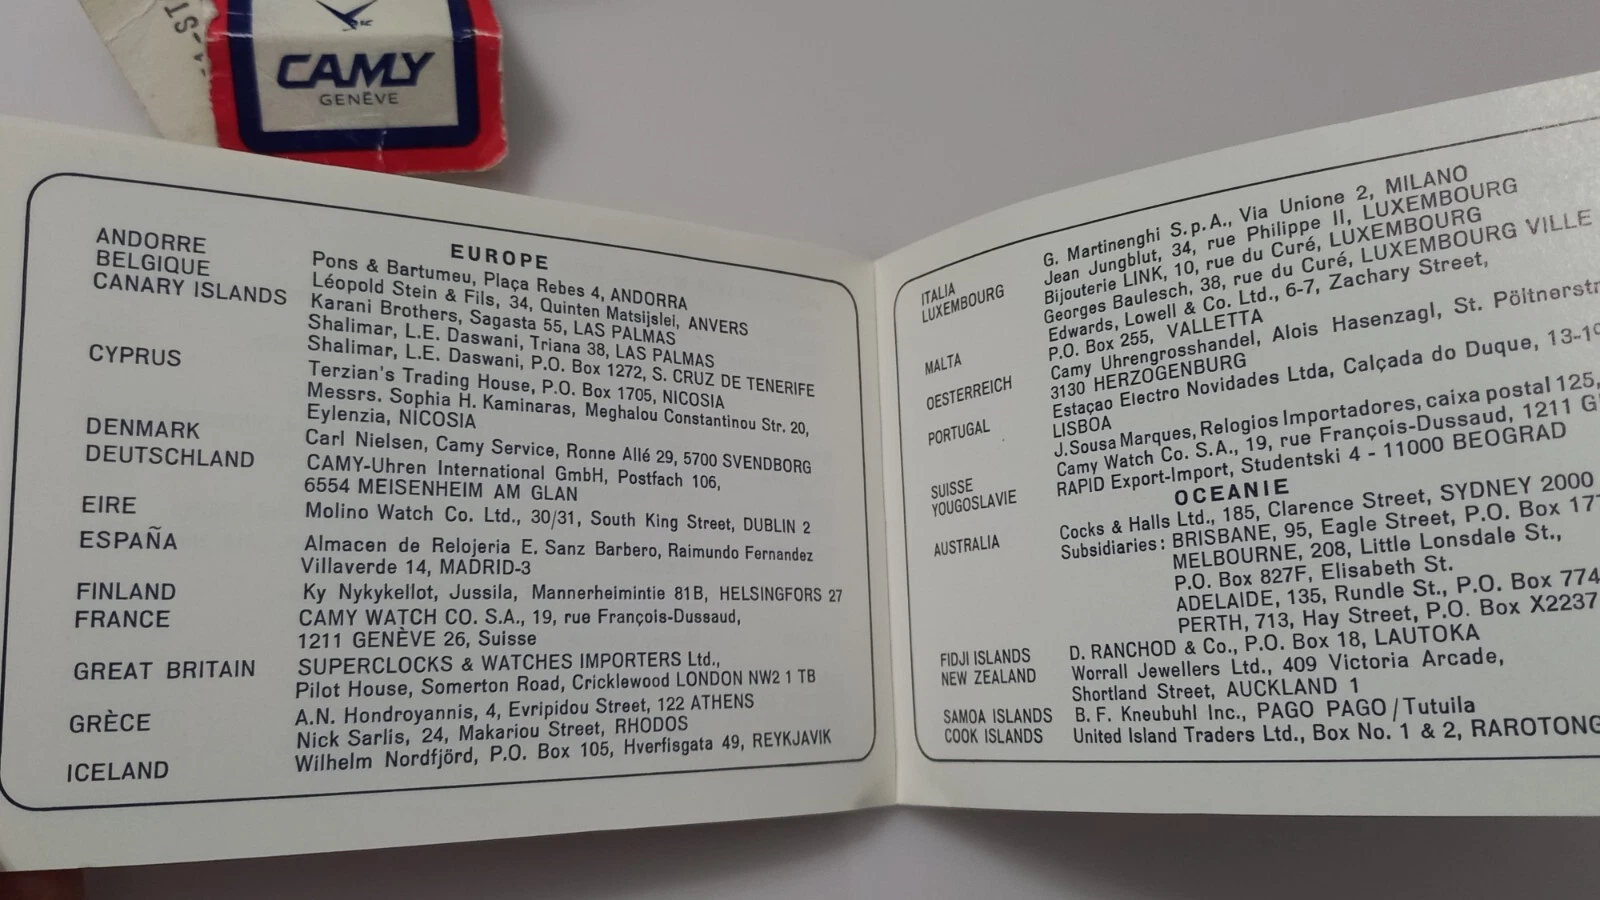 -ST
CAMY
GENÈVE
EUROPE
ANDORRE Pons & Bartumeu, Plaça Rebes 4, ANDORRA
BELGIQUE Léopold Stein & Fils, 34, Quinten Matsijslei, ANVERS
CANARY ISLANDS Karani Brothers, Sagasta 55, LAS PALMAS
Shalimar, L.E. Daswani, Triana 38, LAS PALMAS
Shalimar, L.E. Daswani, P.O. Box 1272, S. CRUZ DE TENERIFE
CYPRUS Terzian's Trading House, P.O. Box 1705, NICOSIA
Messrs. Sophia H. Kaminaras, Meghalou Constantinou Str. 20,
Eylenzia, NICOSIA
DENMARK Carl Nielsen, Camy Service, Ronne Allé 29, 5700 SVENDBORG
DEUTSCHLAND CAMY-Uhren International GmbH, Postfach 106,
6554 MEISENHEIM AM GLAN
EIRE Molino Watch Co. Ltd., 30/31, South King Street, DUBLIN 2
ESPAÑA Almacen de Relojeria E. Sanz Barbero, Raimundo Fernandez
Villaverde 14, MADRID-3
FINLAND Ky Nykykellot, Jussila, Mannerheimintie 81B, HELSINGFORS 27
FRANCE CAMY WATCH CO. S.A., 19, rue François-Dussaud,
1211 GENÈVE 26, Suisse
GREAT BRITAIN SUPERCLOCKS & WATCHES IMPORTERS Ltd.,
Pilot House, Somerton Road, Cricklewood LONDON NW2 1 TB
GRÈCE A.N. Hondroyannis, 4, Evripidou Street, 122 ATHENS
Nick Sarlis, 24, Makariou Street, RHODOS
ICELAND Wilhelm Nordfjörd, P.O. Box 105, Hverfisgata 49, REYKJAVIK
ITALIA G. Martinenghi S.p.A., Via Unione 2, MILANO
LUXEMBOURG Jean Jungblut, 34, rue Philippe II, LUXEMBOURG
Bijouterie LINK, 10, rue du Curé, LUXEMBOURG
Georges Baulesch, 38, rue du Curé, LUXEMBOURG VILLE
MALTA Edwards, Lowell & Co. Ltd., 6-7, Zachary Street,
P.O. Box 255, VALLETTA
OESTERREICH Camy Uhrengrosshandel, Alois Hasenzagl, St. Pöltnerstr
3130 HERZOGENBURG
PORTUGAL Estaçao Electro Novidades Ltda, Calçada do Duque, 13-1
LISBOA
J. Sousa Marques, Relogios Importadores, caixa postal 125,
SUISSE Camy Watch Co. S.A., 19, rue François-Dussaud, 1211 G
YOUGOSLAVIE RAPID Export-Import, Studentski 4 - 11000 BEOGRAD
OCEANIE
AUSTRALIA Cocks & Halls Ltd., 185, Clarence Street, SYDNEY 2000
Subsidiaries: BRISBANE, 95, Eagle Street, P.O. Box 17
MELBOURNE, 208, Little Lonsdale St.,
P.O. Box 827F, Elisabeth St.
ADELAIDE, 135, Rundle St., P.O. Box 774
PERTH, 713, Hay Street, P.O. Box X2237
FIDJI ISLANDS D. RANCHOD & Co., P.O. Box 18, LAUTOKA
NEW ZEALAND Worrall Jewellers Ltd., 409 Victoria Arcade,
Shortland Street, AUCKLAND 1
SAMOA ISLANDS B. F. Kneubuhl Inc., PAGO PAGO/Tutuila
COOK ISLANDS United Island Traders Ltd., Box No. 1 & 2, RAROTONG